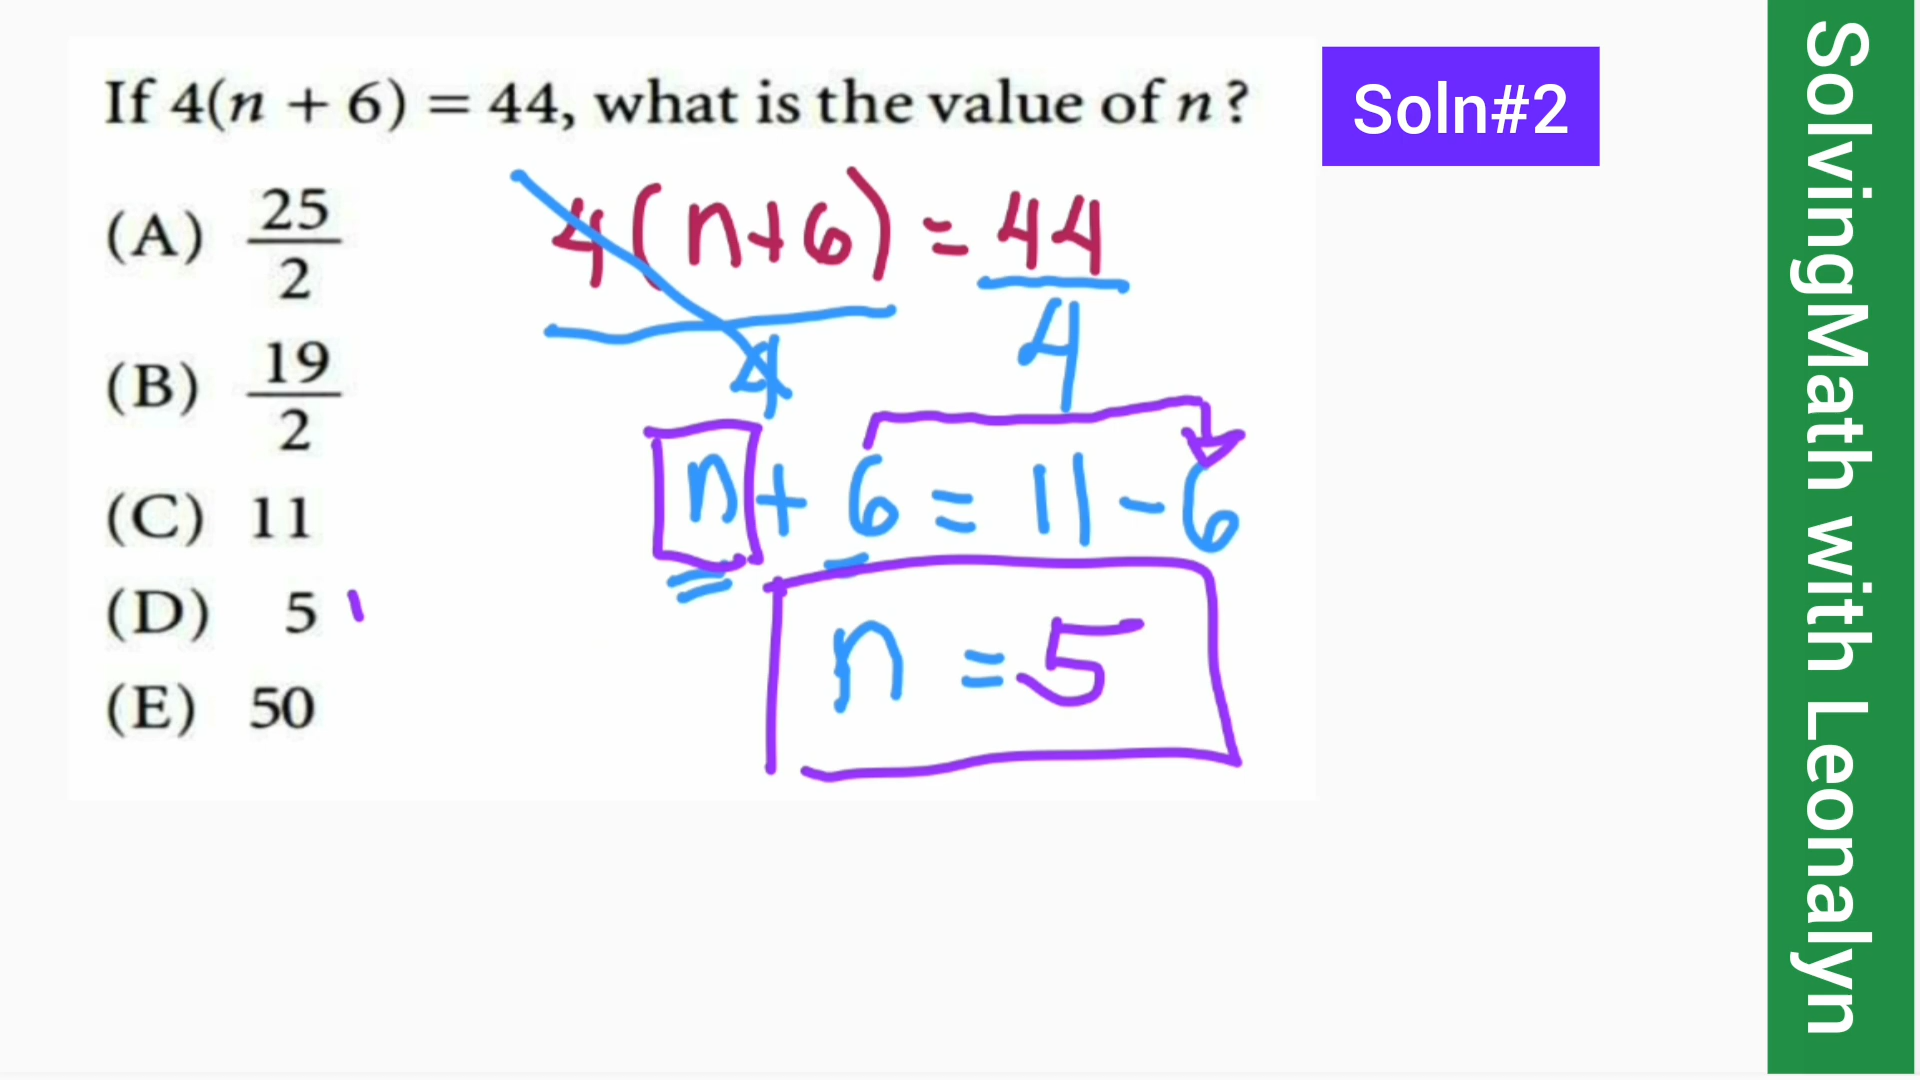 If 4(n + 6) = 44, what is the value of n?
Soln#2
(A) 25/2
(B) 19/2
(C) 11
(D) 5
(E) 50
4(n+6) = 44
4 4
n + 6 = 11 - 6
n = 5
SolvingMath with Leonalyn